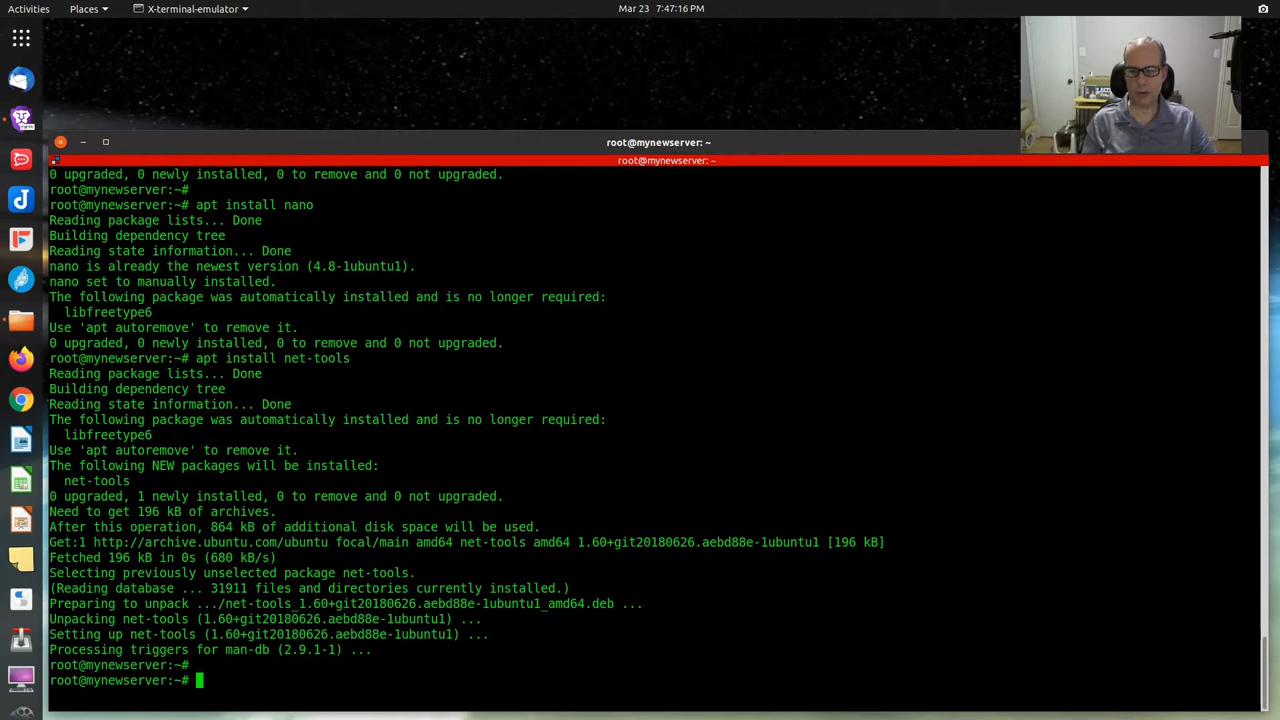 Activities Places X-terminal-emulator Mar 23 7:47:16 PM
root@mynewserver: ~
root@mynewserver: ~
0 upgraded, 0 newly installed, 0 to remove and 0 not upgraded.
root@mynewserver:~#
root@mynewserver:~# apt install nano
Reading package lists... Done
Building dependency tree
Reading state information... Done
nano is already the newest version (4.8-1ubuntu1).
nano set to manually installed.
The following package was automatically installed and is no longer required:
libfreetype6
Use 'apt autoremove' to remove it.
0 upgraded, 0 newly installed, 0 to remove and 0 not upgraded.
root@mynewserver:~# apt install net-tools
Reading package lists... Done
Building dependency tree
Reading state information... Done
The following package was automatically installed and is no longer required:
libfreetype6
Use 'apt autoremove' to remove it.
The following NEW packages will be installed:
net-tools
0 upgraded, 1 newly installed, 0 to remove and 0 not upgraded.
Need to get 196 kB of archives.
After this operation, 864 kB of additional disk space will be used.
Get:1 http://archive.ubuntu.com/ubuntu focal/main amd64 net-tools amd64 1.60+git20180626.aebd88e-1ubuntu1 [196 kB]
Fetched 196 kB in 0s (680 kB/s)
Selecting previously unselected package net-tools.
(Reading database ... 31911 files and directories currently installed.)
Preparing to unpack .../net-tools_1.60+git20180626.aebd88e-1ubuntu1_amd64.deb ...
Unpacking net-tools (1.60+git20180626.aebd88e-1ubuntu1) ...
Setting up net-tools (1.60+git20180626.aebd88e-1ubuntu1) ...
Processing triggers for man-db (2.9.1-1) ...
root@mynewserver:~#
root@mynewserver:~#